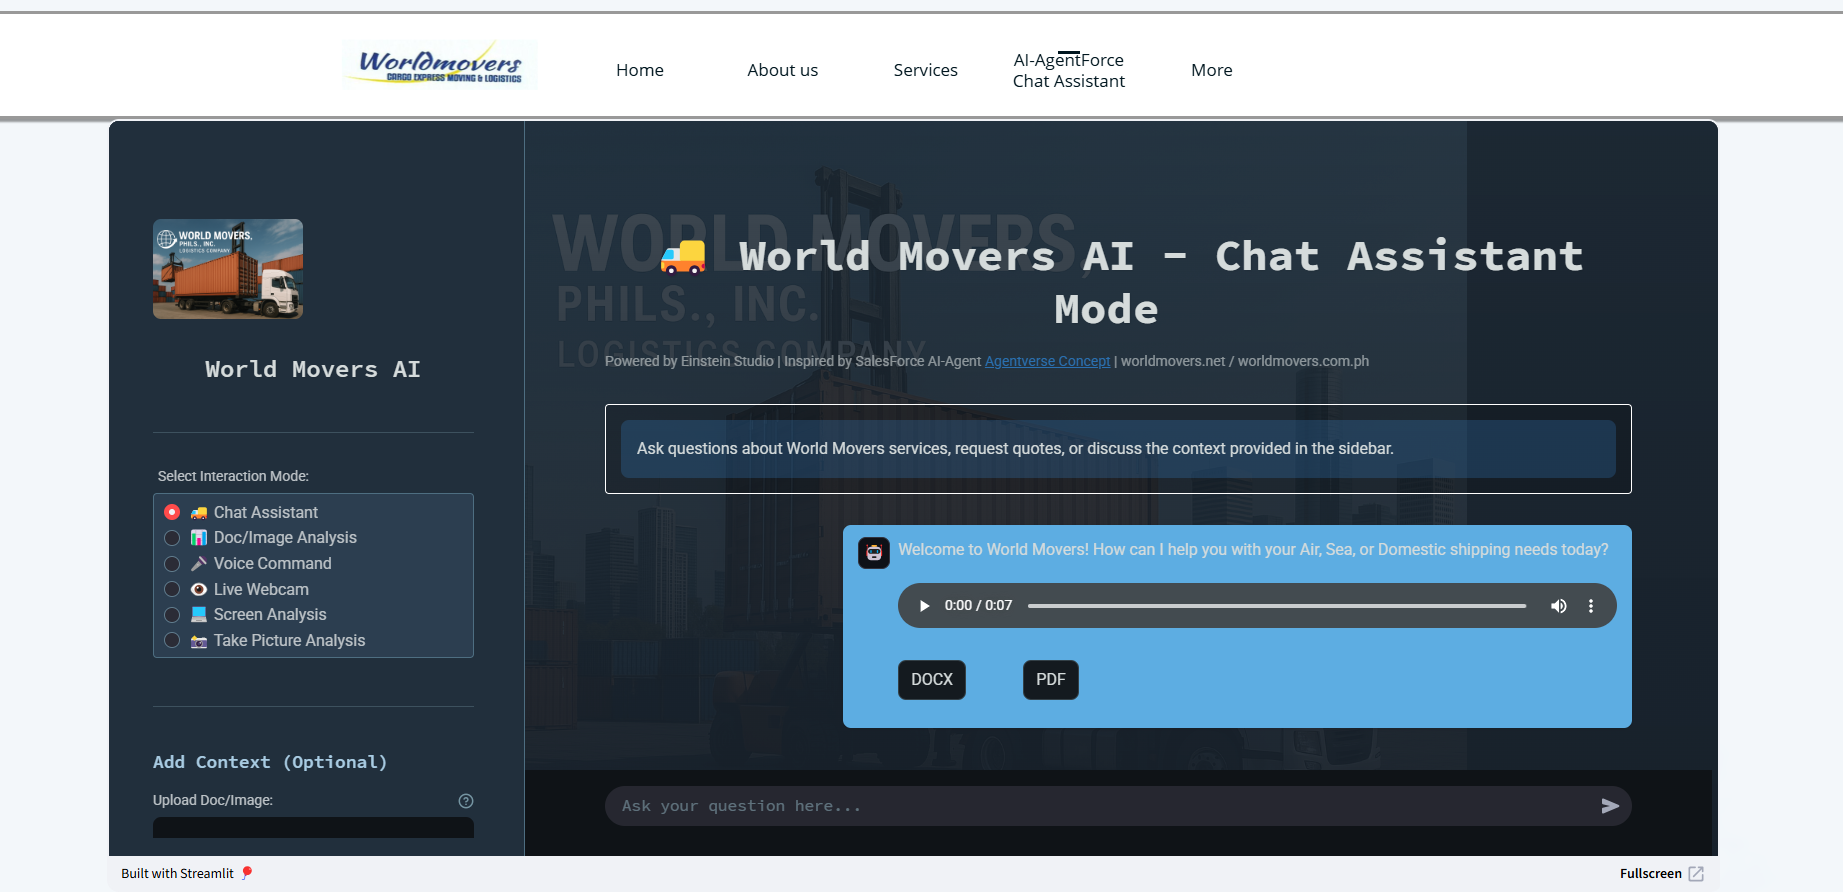 Worldmovers
CARGO EXPRESS MOVING & LOGISTICS
Home
About us
Services
AI-AgentForce
Chat Assistant
More
WORLD MOVERS,
PHILS., INC.
LOGISTICS COMPANY
World Movers AI
Select Interaction Mode:
Chat Assistant
Doc/Image Analysis
Voice Command
Live Webcam
Screen Analysis
Take Picture Analysis
Add Context (Optional)
Upload Doc/Image:
WORLD MOVERS,
PHILS., INC.
LOGISTICS COMPANY
World Movers AI - Chat Assistant
Mode
Powered by Einstein Studio | Inspired by SalesForce AI-Agent Agentverse Concept | worldmovers.net / worldmovers.com.ph
Ask questions about World Movers services, request quotes, or discuss the context provided in the sidebar.
Welcome to World Movers! How can I help you with your Air, Sea, or Domestic shipping needs today?
0:00 / 0:07
DOCX
PDF
Ask your question here...
Built with Streamlit
Fullscreen